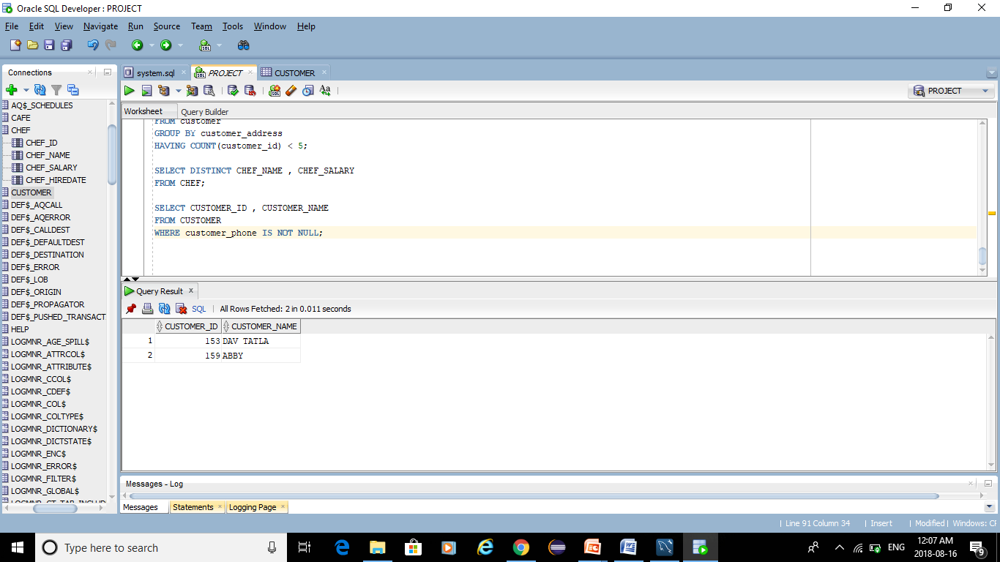 Oracle SQL Developer : PROJECT
File Edit View Navigate Run Source Team Tools Window Help
Connections
system.sql PROJECT CUSTOMER
PROJECT
Worksheet Query Builder
AQ$_SCHEDULES
CAFE
CHEF
CHEF_ID
CHEF_NAME
CHEF_SALARY
CHEF_HIREDATE
CUSTOMER
DEF$_AQCALL
DEF$_AQERROR
DEF$_CALLDEST
DEF$_DEFAULTDEST
DEF$_DESTINATION
DEF$_ERROR
DEF$_LOB
DEF$_ORIGIN
DEF$_PROPAGATOR
DEF$_PUSHED_TRANSACT
HELP
LOGMNR_AGE_SPILL$
LOGMNR_ATTRCOL$
LOGMNR_ATTRIBUTE$
LOGMNR_CCOL$
LOGMNR_CDEF$
LOGMNR_COL$
LOGMNR_COLTYPE$
LOGMNR_DICTIONARY$
LOGMNR_DICTSTATE$
LOGMNR_ENC$
LOGMNR_ERROR$
LOGMNR_FILTER$
LOGMNR_GLOBAL$
LOGMNR_GT_TAB_INCLUD
FROM customer
GROUP BY customer_address
HAVING COUNT(customer_id) < 5;
SELECT DISTINCT CHEF_NAME , CHEF_SALARY
FROM CHEF;
SELECT CUSTOMER_ID , CUSTOMER_NAME
FROM CUSTOMER
WHERE customer_phone IS NOT NULL;
Query Result
SQL | All Rows Fetched: 2 in 0.011 seconds
CUSTOMER_ID CUSTOMER_NAME
1 153 DAV TATLA
2 159 ABBY
Messages - Log
Messages Statements Logging Page
| Line 91 Column 34 | Insert | Modified | Windows: CF
Type here to search
ENG
12:07 AM
2018-08-16
9